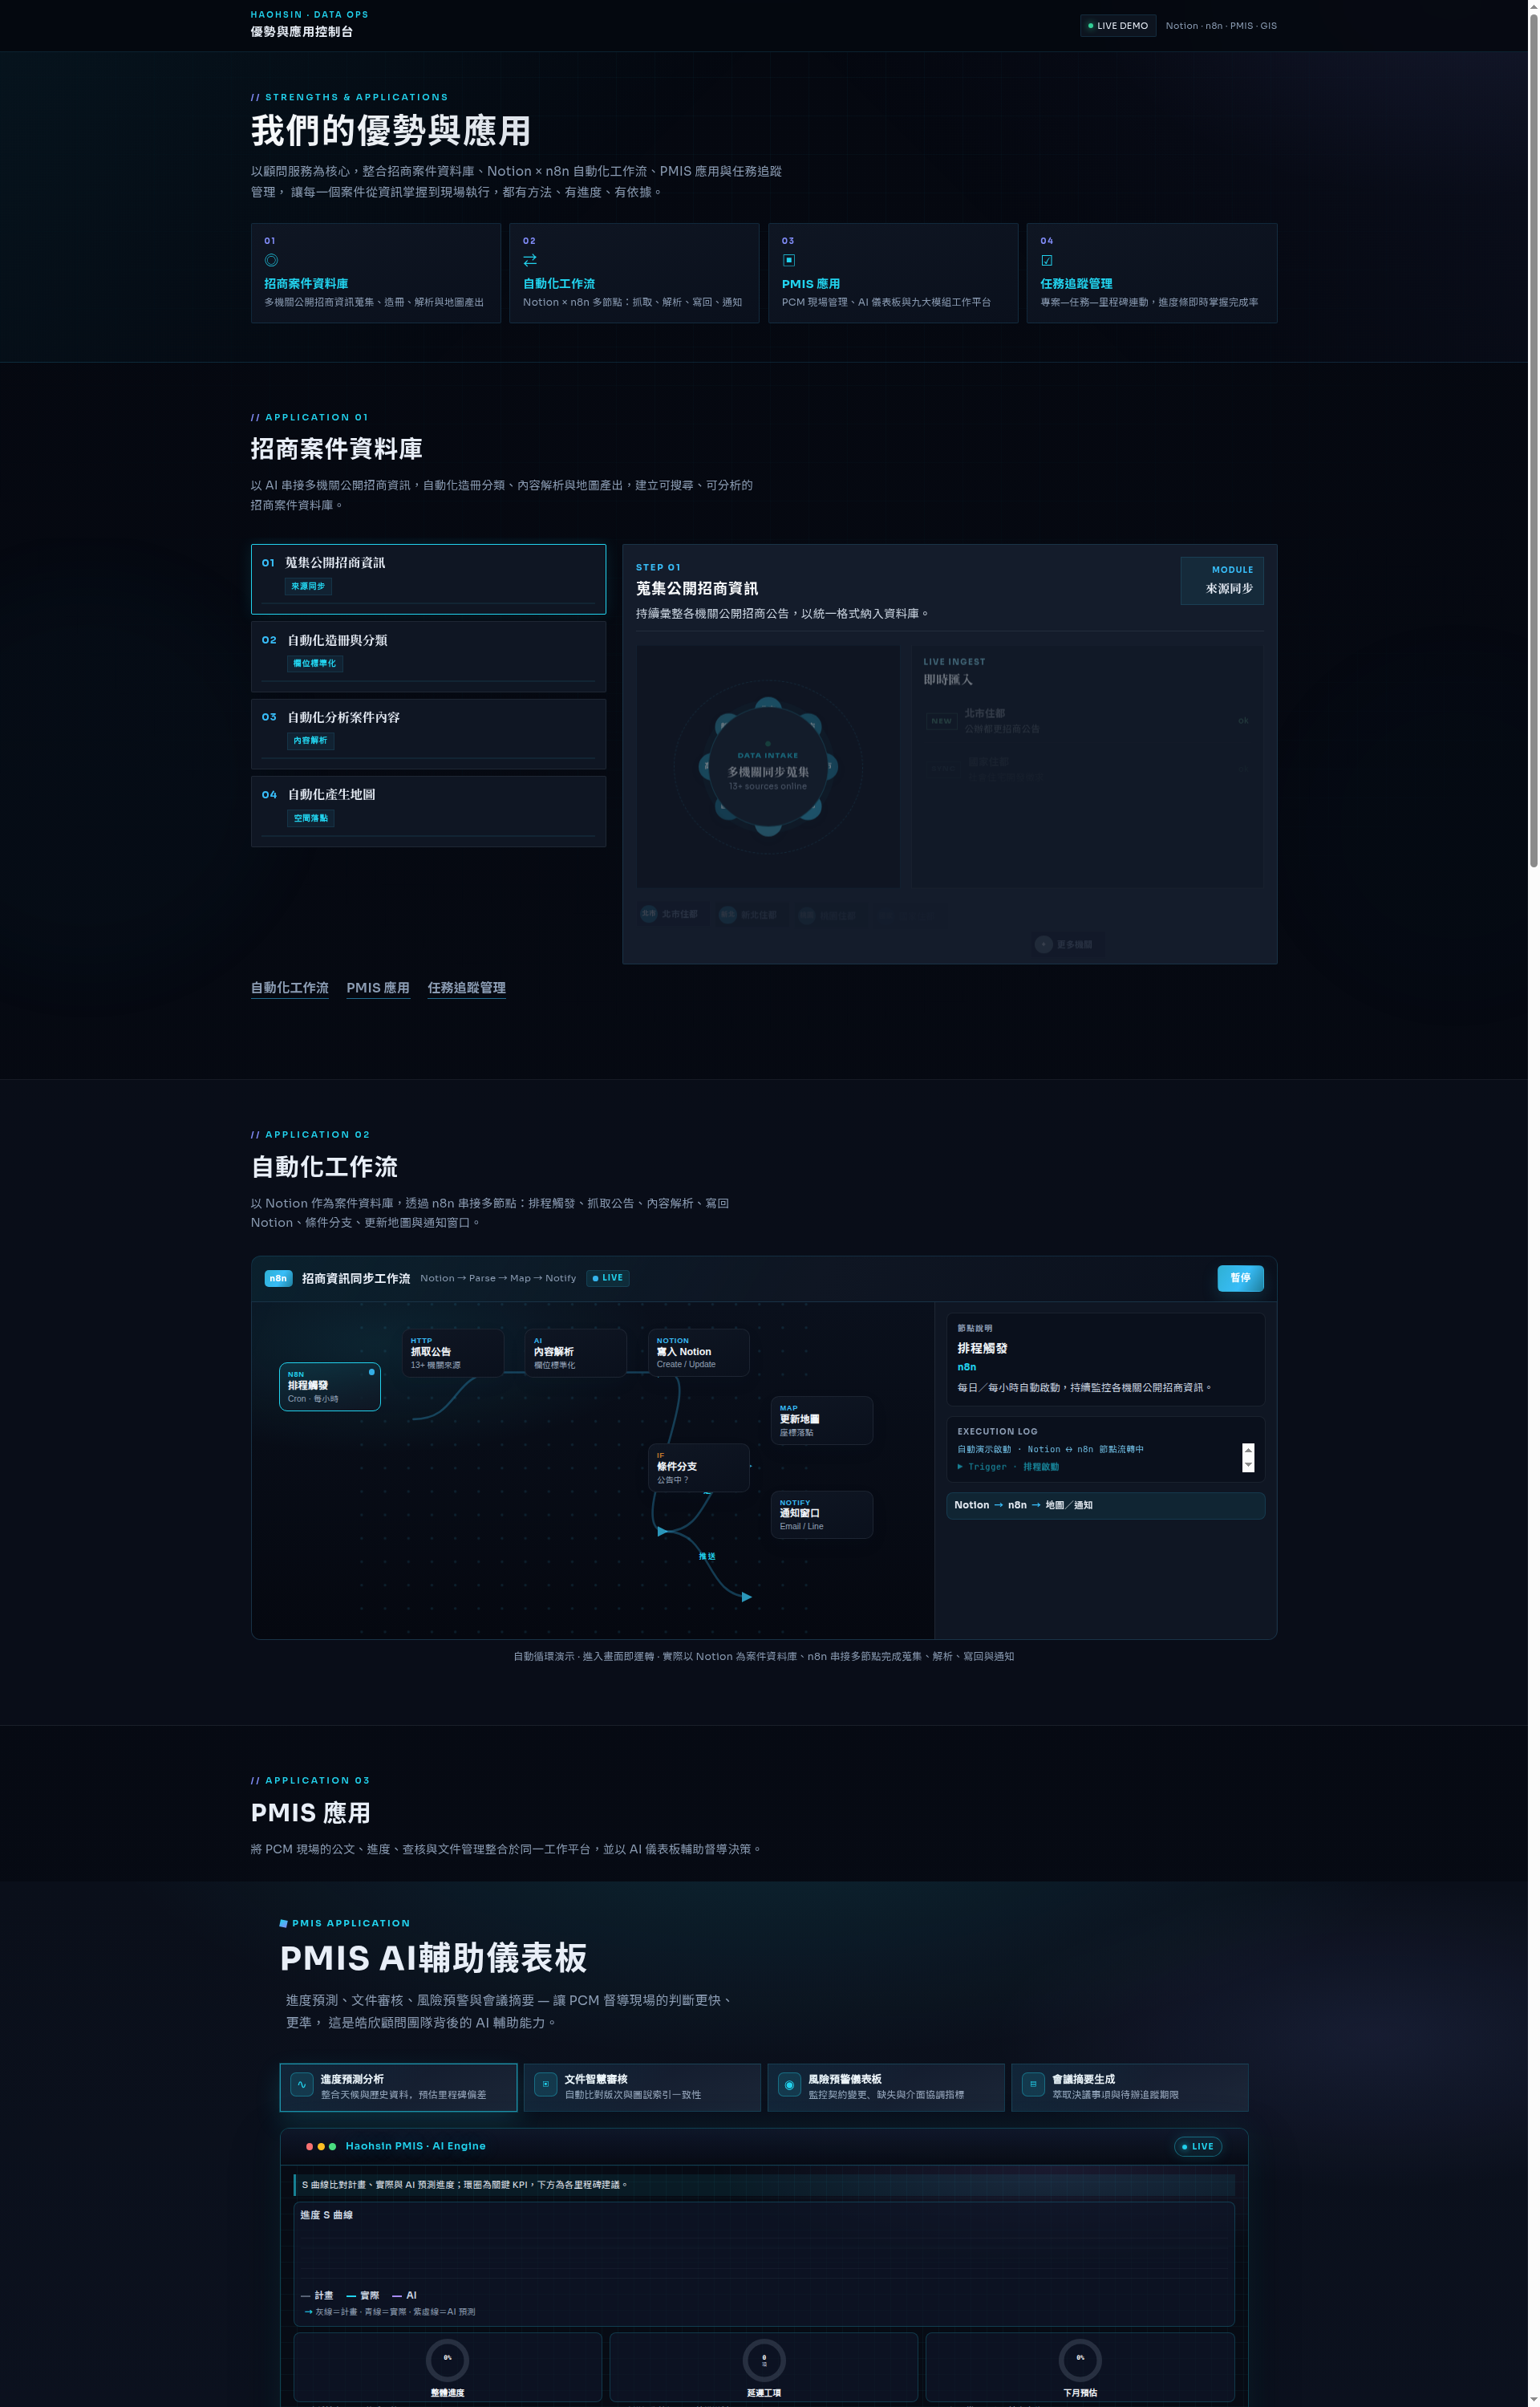 HAOHSIN · DATA OPS
優勢與應用控制台
LIVE DEMO
Notion · n8n · PMIS · GIS
// STRENGTHS & APPLICATIONS
我們的優勢與應用
以顧問服務為核心，整合招商案件資料庫、Notion × n8n 自動化工作流、PMIS 應用與任務追蹤
管理， 讓每一個案件從資訊掌握到現場執行，都有方法、有進度、有依據。
01
招商案件資料庫
多機關公開招商資訊蒐集、造冊、解析與地圖產出
02
自動化工作流
Notion × n8n 多節點：抓取、解析、寫回、通知
03
PMIS 應用
PCM 現場管理、AI 儀表板與九大模組工作平台
04
任務追蹤管理
專案—任務—里程碑連動，進度條即時掌握完成率
// APPLICATION 01
招商案件資料庫
以 AI 串接多機關公開招商資訊，自動化造冊分類、內容解析與地圖產出，建立可搜尋、可分析的
招商案件資料庫。
01 蒐集公開招商資訊
來源同步
02 自動化造冊與分類
欄位標準化
03 自動化分析案件內容
內容解析
04 自動化產生地圖
空間落點
STEP 01
蒐集公開招商資訊
持續彙整各機關公開招商公告，以統一格式納入資料庫。
MODULE
來源同步
DATA INTAKE
多機關同步蒐集
13+ sources online
LIVE INGEST
即時匯入
NEW
北市住都
公辦都更招商公告
ok
北市住都
新北住都
更多機關
自動化工作流
PMIS 應用
任務追蹤管理
// APPLICATION 02
自動化工作流
以 Notion 作為案件資料庫，透過 n8n 串接多節點：排程觸發、抓取公告、內容解析、寫回
Notion、條件分支、更新地圖與通知窗口。
n8n
招商資訊同步工作流
Notion → Parse → Map → Notify
LIVE
暫停
N8N
排程觸發
Cron · 每小時
HTTP
抓取公告
13+ 機關來源
AI
內容解析
欄位標準化
NOTION
寫入 Notion
Create / Update
MAP
更新地圖
座標落點
IF
條件分支
公告中？
NOTIFY
通知窗口
Email / Line
推送
節點說明
排程觸發
n8n
每日／每小時自動啟動，持續監控各機關公開招商資訊。
EXECUTION LOG
自動演示啟動 · Notion ↔ n8n 節點流轉中
▶ Trigger · 排程啟動
Notion → n8n → 地圖／通知
自動循環演示 · 進入畫面即運轉 · 實際以 Notion 為案件資料庫、n8n 串接多節點完成蒐集、解析、寫回與通知
// APPLICATION 03
PMIS 應用
將 PCM 現場的公文、進度、查核與文件管理整合於同一工作平台，並以 AI 儀表板輔助督導決策。
PMIS APPLICATION
PMIS AI輔助儀表板
進度預測、文件審核、風險預警與會議摘要 — 讓 PCM 督導現場的判斷更快、
更準， 這是皓欣顧問團隊背後的 AI 輔助能力。
進度預測分析
整合天候與歷史資料，預估里程碑偏差
文件智慧審核
自動比對版次與圖說索引一致性
風險預警儀表板
監控契約變更、缺失與介面協調指標
會議摘要生成
萃取決議事項與待辦追蹤期限
Haohsin PMIS · AI Engine
LIVE
S 曲線比對計畫、實際與 AI 預測進度；環圈為關鍵 KPI，下方為各里程碑建議。
進度 S 曲線
計畫
實際
AI
→ 灰線＝計畫 · 青線＝實際 · 紫虛線＝AI 預測
0%
整體進度
0
延遲工項
0%
下月預估